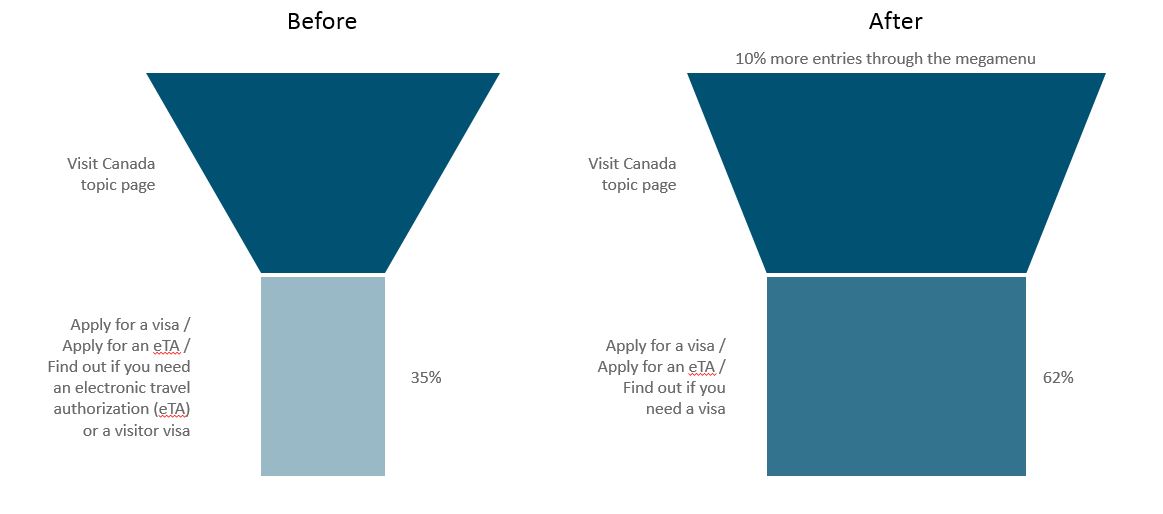 Before
Visit Canada
topic page
Apply for a visa /
Apply for an eTA /
Find out if you need
an electronic travel
authorization (eTA)
or a visitor visa
35%
After
10% more entries through the megamenu
Visit Canada
topic page
Apply for a visa /
Apply for an eTA /
Find out if you
need a visa
62%